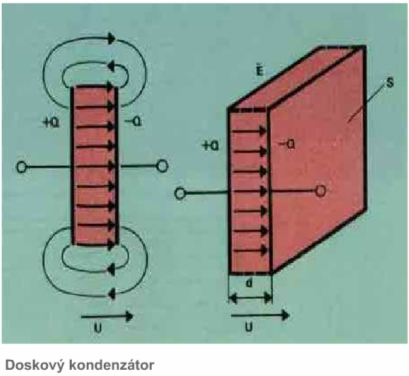 Ē
S
+Q
-Q
+Q
-Q
d
U
U
Doskový kondenzátor